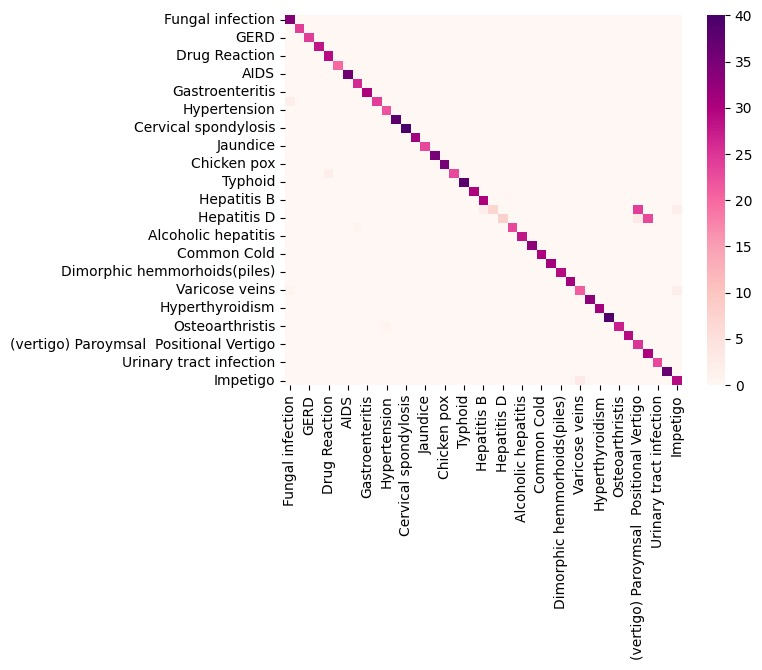 Fungal infection
GERD
Drug Reaction
AIDS
Gastroenteritis
Hypertension
Cervical spondylosis
Jaundice
Chicken pox
Typhoid
Hepatitis B
Hepatitis D
Alcoholic hepatitis
Common Cold
Dimorphic hemmorhoids(piles)
Varicose veins
Hyperthyroidism
Osteoarthristis
(vertigo) Paroymsal  Positional Vertigo
Urinary tract infection
Impetigo
40
35
30
25
20
15
10
5
0
Fungal infection
GERD
Drug Reaction
AIDS
Gastroenteritis
Hypertension
Cervical spondylosis
Jaundice
Chicken pox
Typhoid
Hepatitis B
Hepatitis D
Alcoholic hepatitis
Common Cold
Dimorphic hemmorhoids(piles)
Varicose veins
Hyperthyroidism
Osteoarthristis
(vertigo) Paroymsal  Positional Vertigo
Urinary tract infection
Impetigo